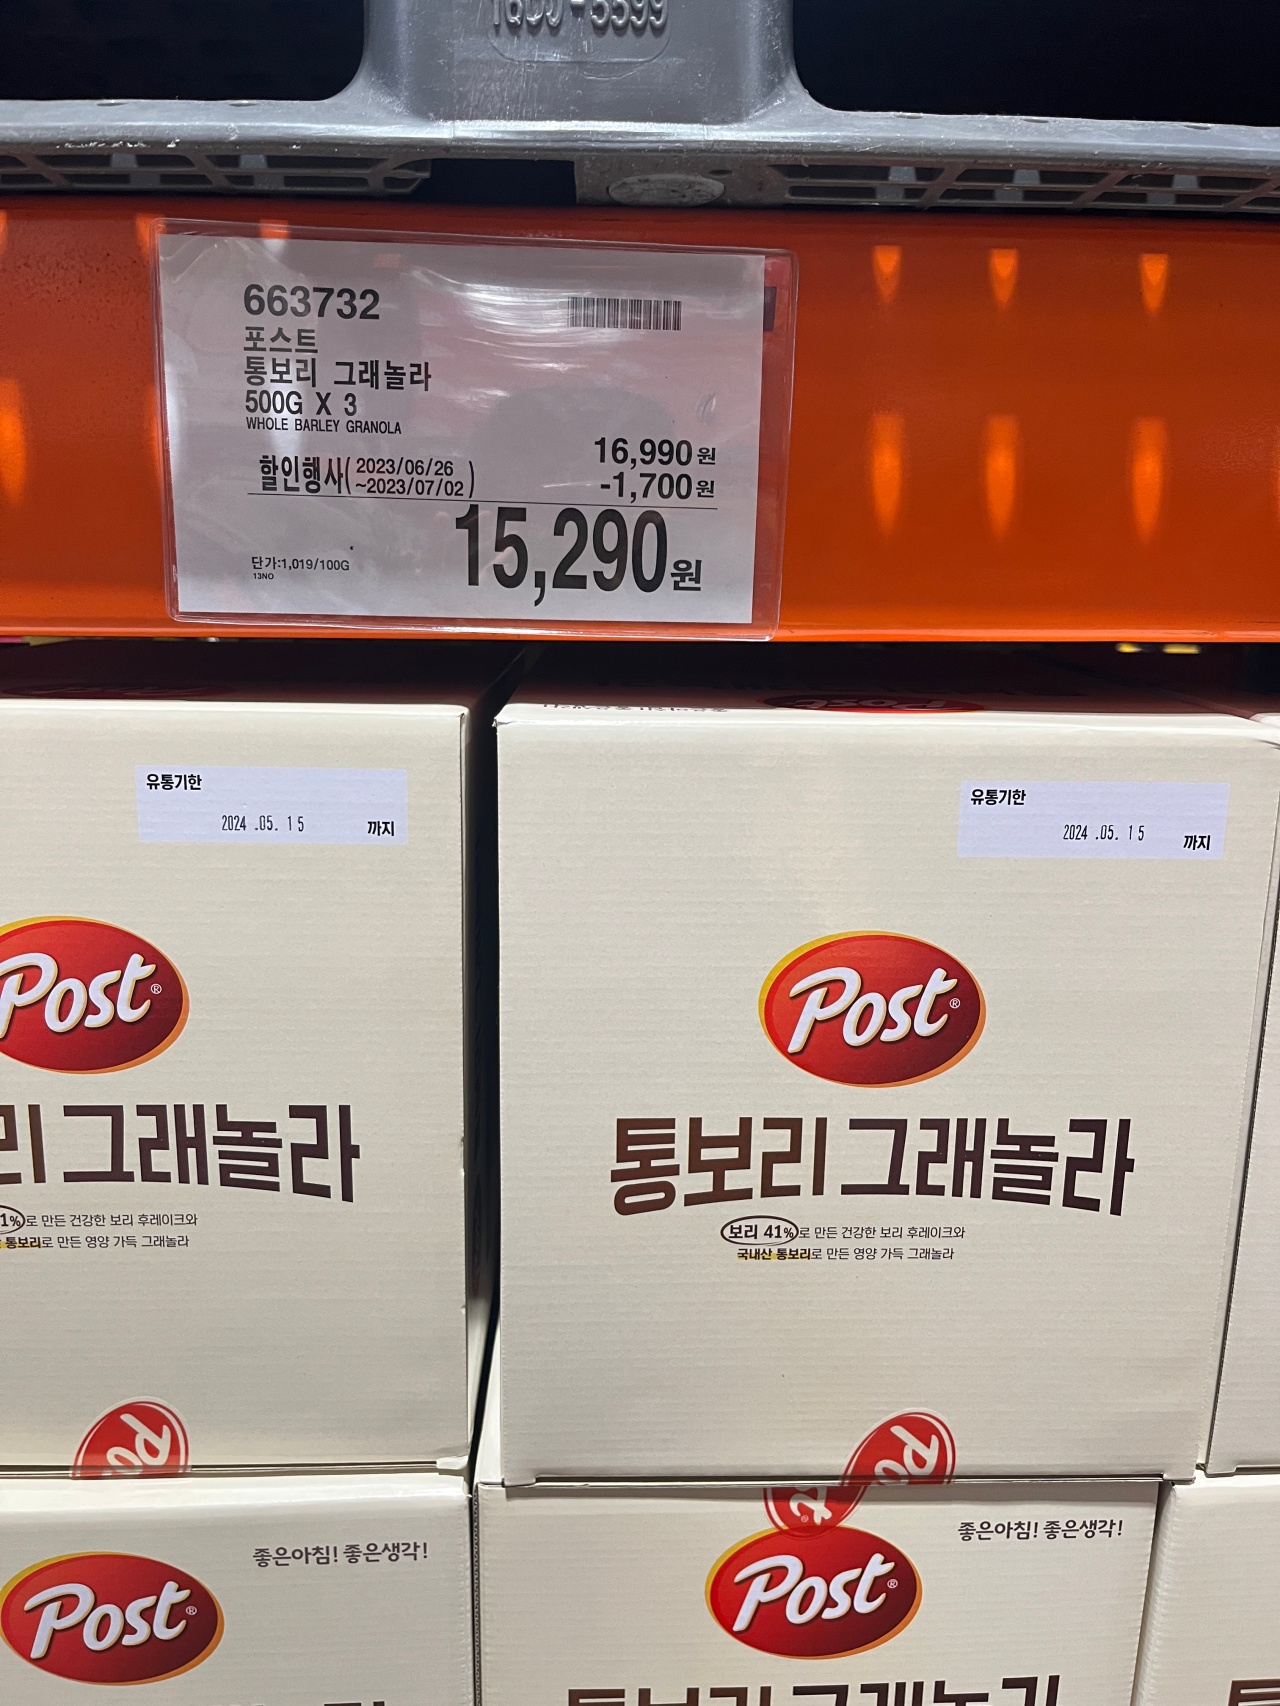 663732
포스트
통보리 그래놀라
500G X 3
WHOLE BARLEY GRANOLA
16,990원
할인행사( 2023/06/26 ~2023/07/02 )
-1,700원
15,290원
단가:1,019/100G
13NO
유통기한
2024 .05. 15 까지
유통기한
2024 .05. 15 까지
Post®
Post®
리 그래놀라
통보리 그래놀라
1%로 만든 건강한 보리 후레이크와
통보리로 만든 영양 가득 그래놀라
보리 41%로 만든 건강한 보리 후레이크와
국내산 통보리로 만든 영양 가득 그래놀라
좋은아침! 좋은생각!
좋은아침! 좋은생각!
Post®
Post®
통보리 그래놀라